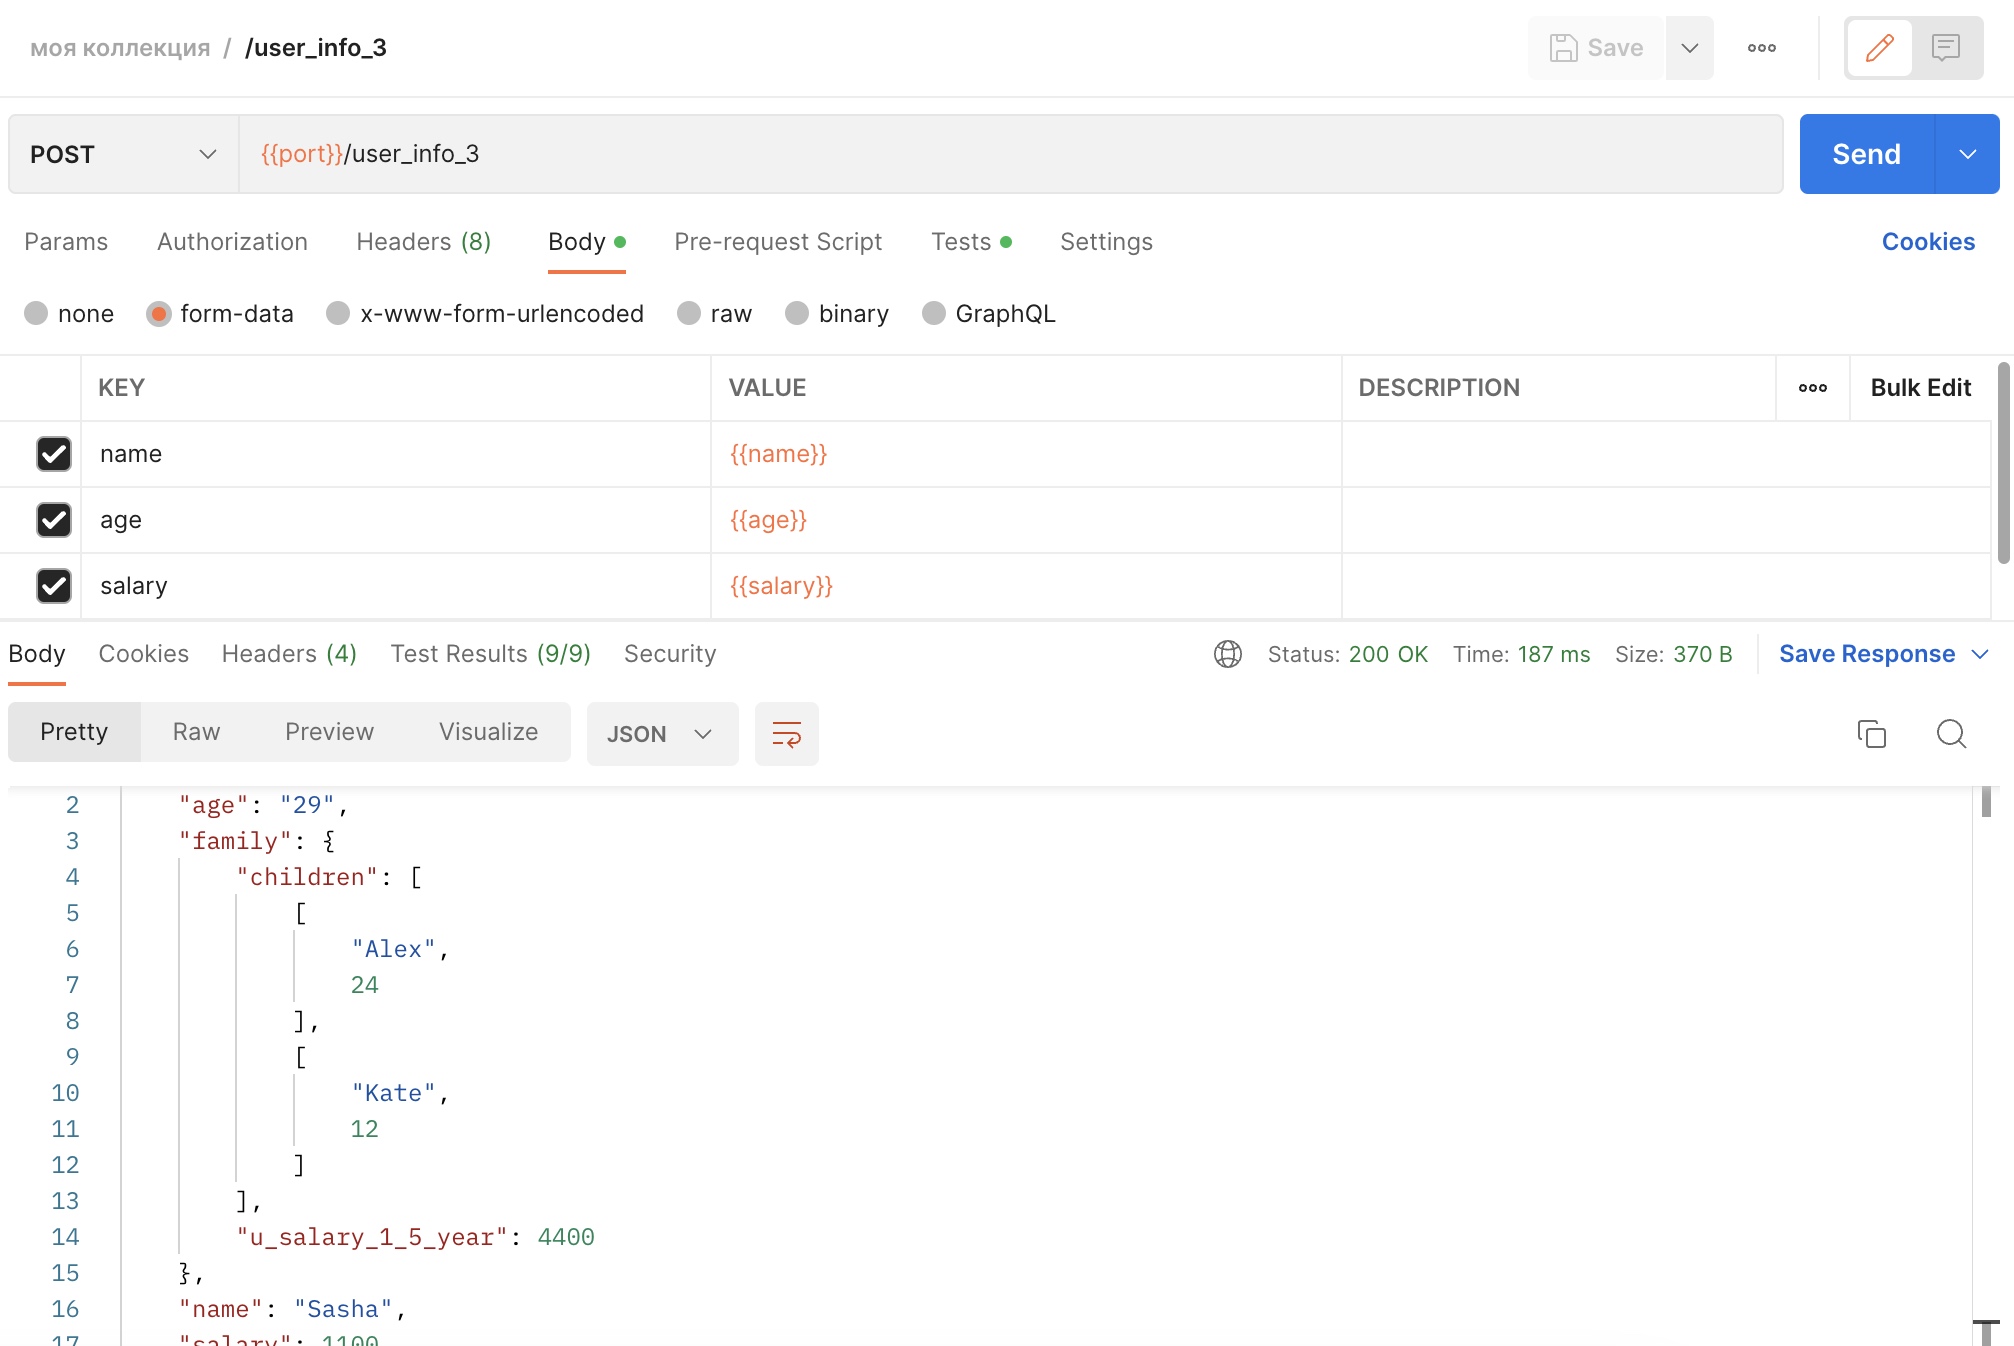 моя коллекция / /user_info_3
Save
POST {{port}}/user_info_3
Send
Params Authorization Headers (8) Body Pre-request Script Tests Settings Cookies
none form-data x-www-form-urlencoded raw binary GraphQL
KEY VALUE DESCRIPTION Bulk Edit
name {{name}}
age {{age}}
salary {{salary}}
Body Cookies Headers (4) Test Results (9/9) Security Status: 200 OK Time: 187 ms Size: 370 B Save Response
Pretty Raw Preview Visualize JSON
2 "age": "29",
3 "family": {
4 "children": [
5 [
6 "Alex",
7 24
8 ],
9 [
10 "Kate",
11 12
12 ]
13 ],
14 "u_salary_1_5_year": 4400
15 },
16 "name": "Sasha",
17 "salary": 1100